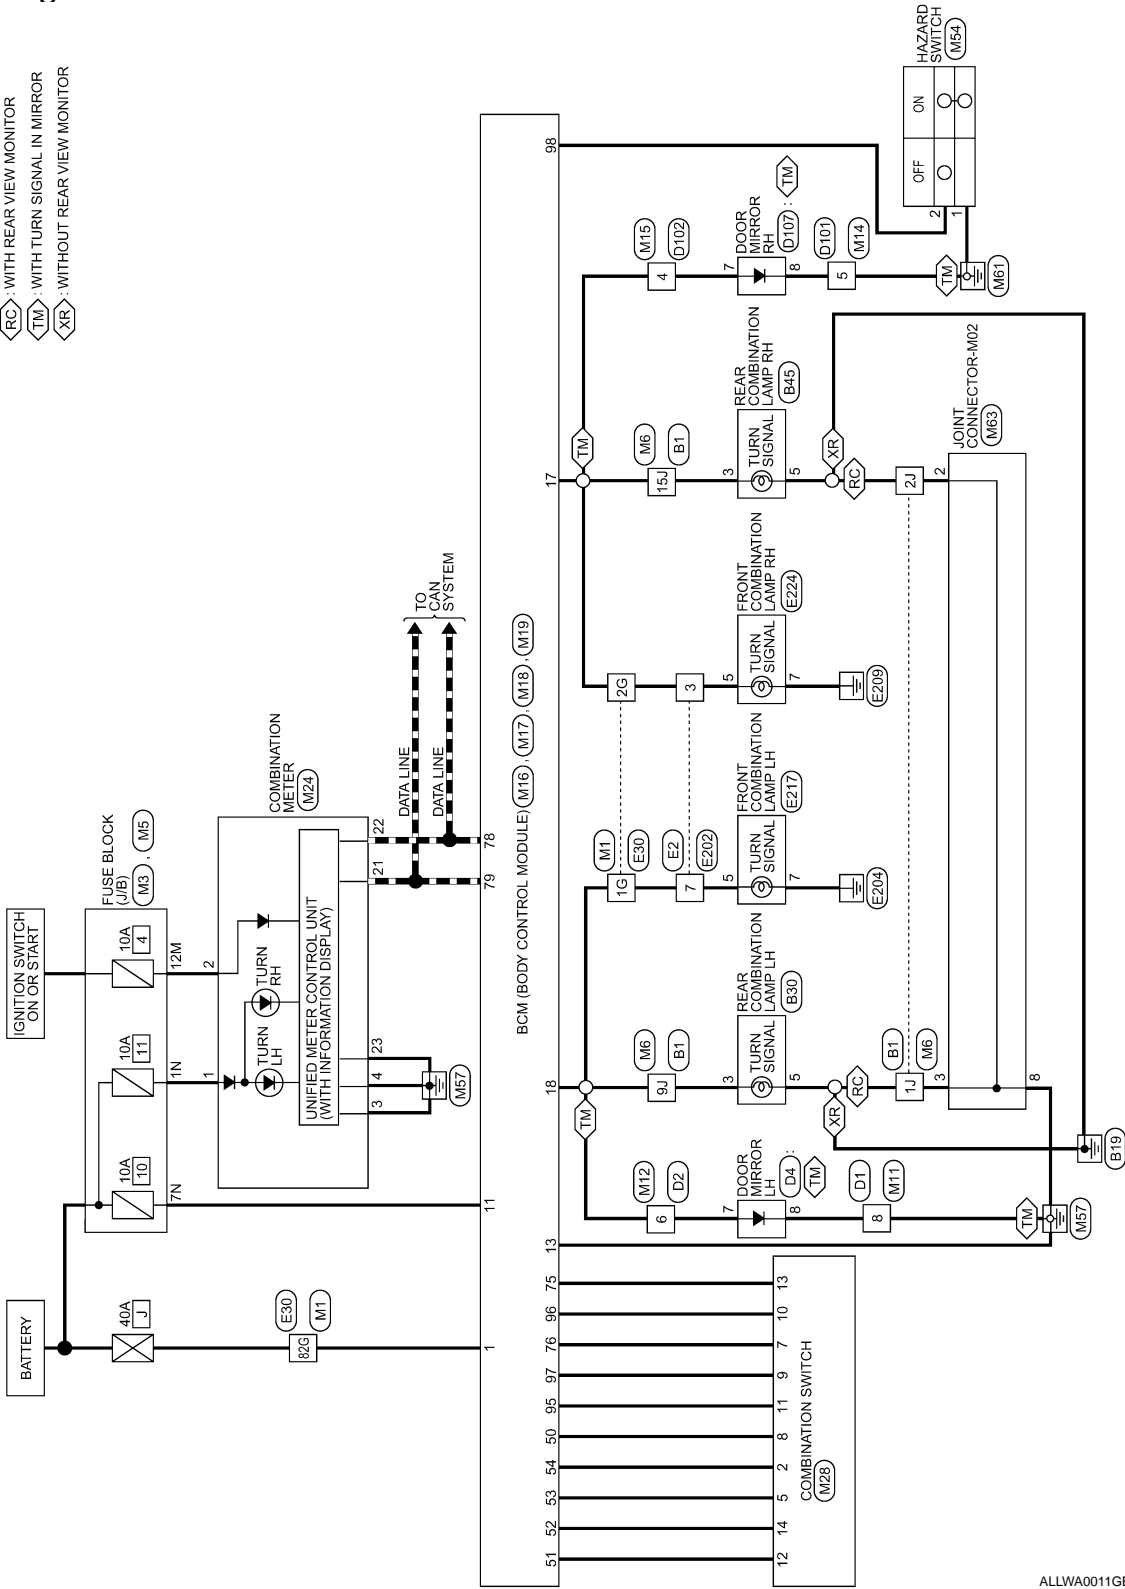 RC : WITH REAR VIEW MONITOR
TM : WITH TURN SIGNAL IN MIRROR
XR : WITHOUT REAR VIEW MONITOR
BATTERY
IGNITION SWITCH
ON OR START
40A
J
10A
10
10A
11
10A
4
FUSE BLOCK
(J/B)
M3 , M5
7N
1N
12M
E30
M1
82G
1
2
COMBINATION
METER
M24
TURN
LH
TURN
RH
UNIFIED METER CONTROL UNIT
(WITH INFORMATION DISPLAY)
3
4
23
21
22
M57
DATA LINE
DATA LINE
TO
CAN
SYSTEM
1
11
79
78
BCM (BODY CONTROL MODULE) M16 , M17 , M18 , M19
51
52
53
54
50
95
97
76
96
75
13
18
17
98
12
14
5
2
8
11
9
7
10
13
COMBINATION SWITCH
M28
TM
6
M12
D2
7
DOOR
MIRROR
LH
D4 :
TM
8
8
D1
M11
TM
M57
9J
M6
B1
3
TURN
SIGNAL
REAR
COMBINATION
LAMP LH
B30
5
XR
RC
1J
B1
M6
3
8
B19
1G
M1
E30
7
E2
E202
5
TURN
SIGNAL
FRONT
COMBINATION
LAMP LH
E217
7
E204
2G
3
5
TURN
SIGNAL
FRONT
COMBINATION
LAMP RH
E224
7
E209
TM
15J
M6
B1
3
TURN
SIGNAL
REAR
COMBINATION
LAMP RH
B45
5
XR
RC
2J
2
JOINT
CONNECTOR-M02
M63
4
M15
D102
7
DOOR
MIRROR
RH
D107 : TM
8
5
D101
M14
TM
M61
HAZARD
SWITCH
M54
OFF
ON
2
1